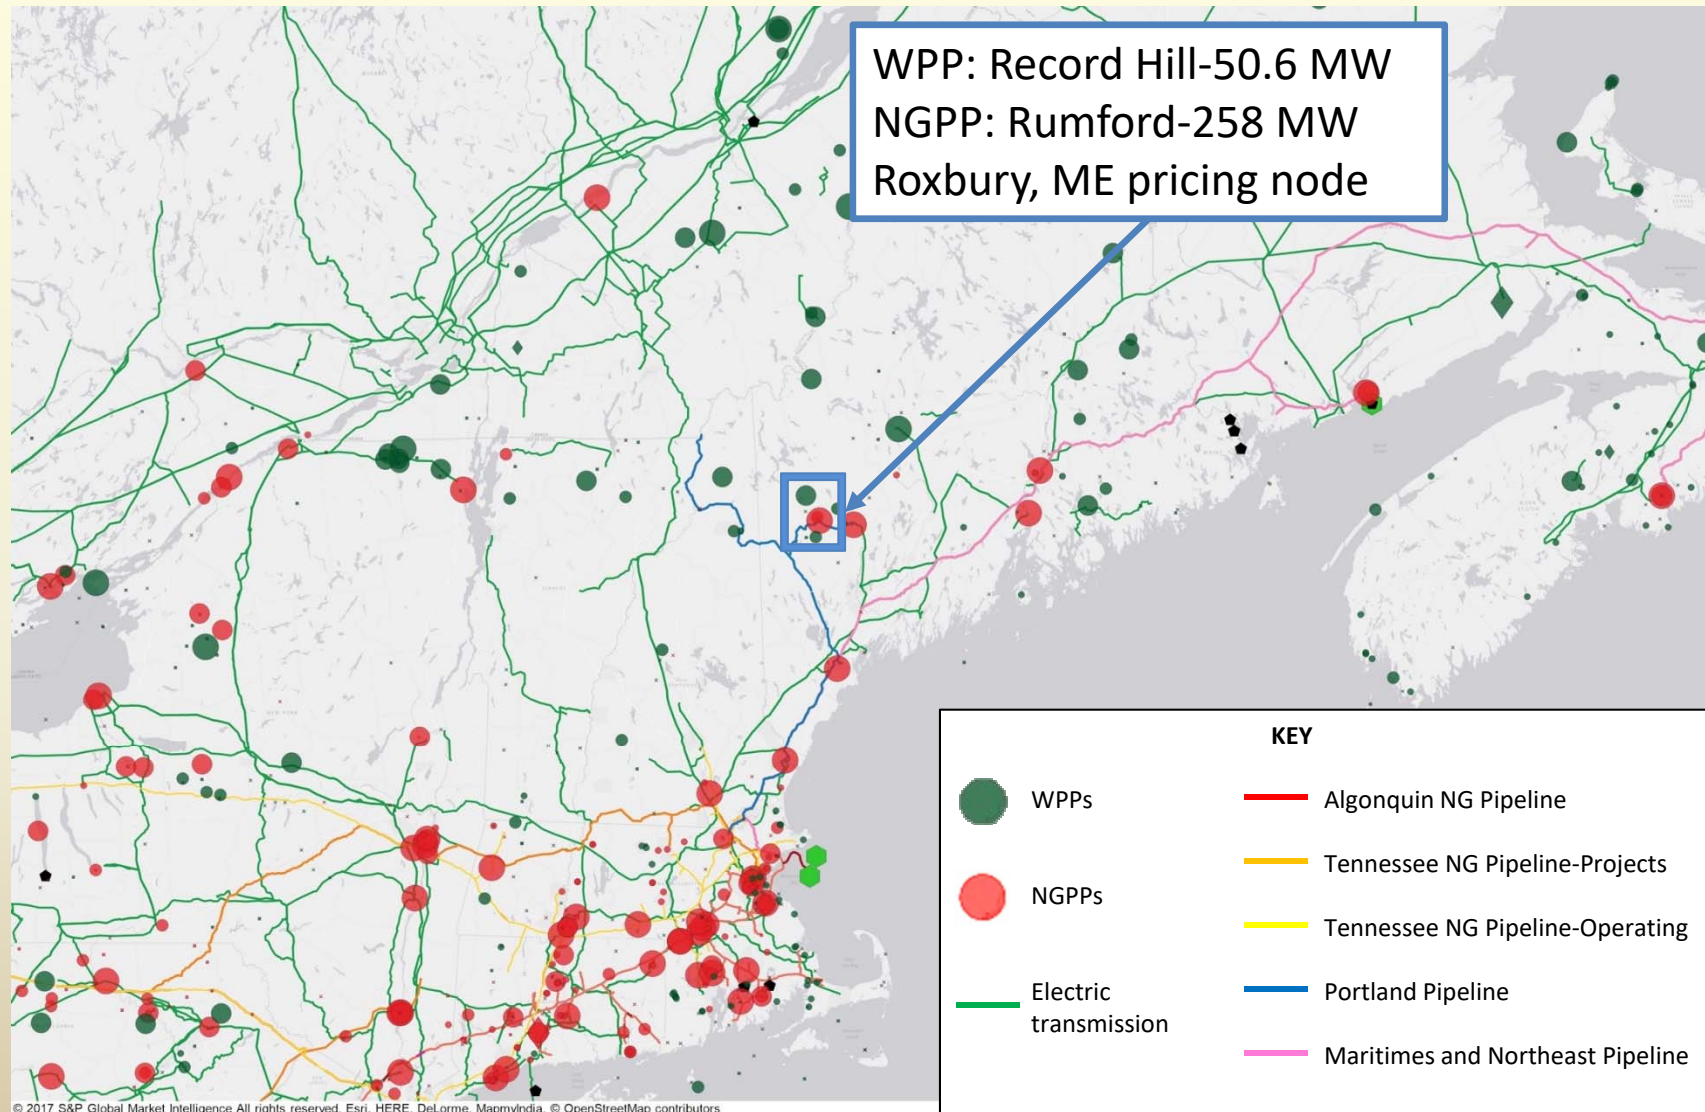 WPP: Record Hill-50.6 MW
NGPP: Rumford-258 MW
Roxbury, ME pricing node
KEY
WPPs
Algonquin NG Pipeline
Tennessee NG Pipeline-Projects
NGPPs
Tennessee NG Pipeline-Operating
Electric
transmission
Portland Pipeline
Maritimes and Northeast Pipeline
© 2017 S&P Global Market Intelligence All rights reserved. Esri, HERE, DeLorme, MapmyIndia, © OpenStreetMap contributors